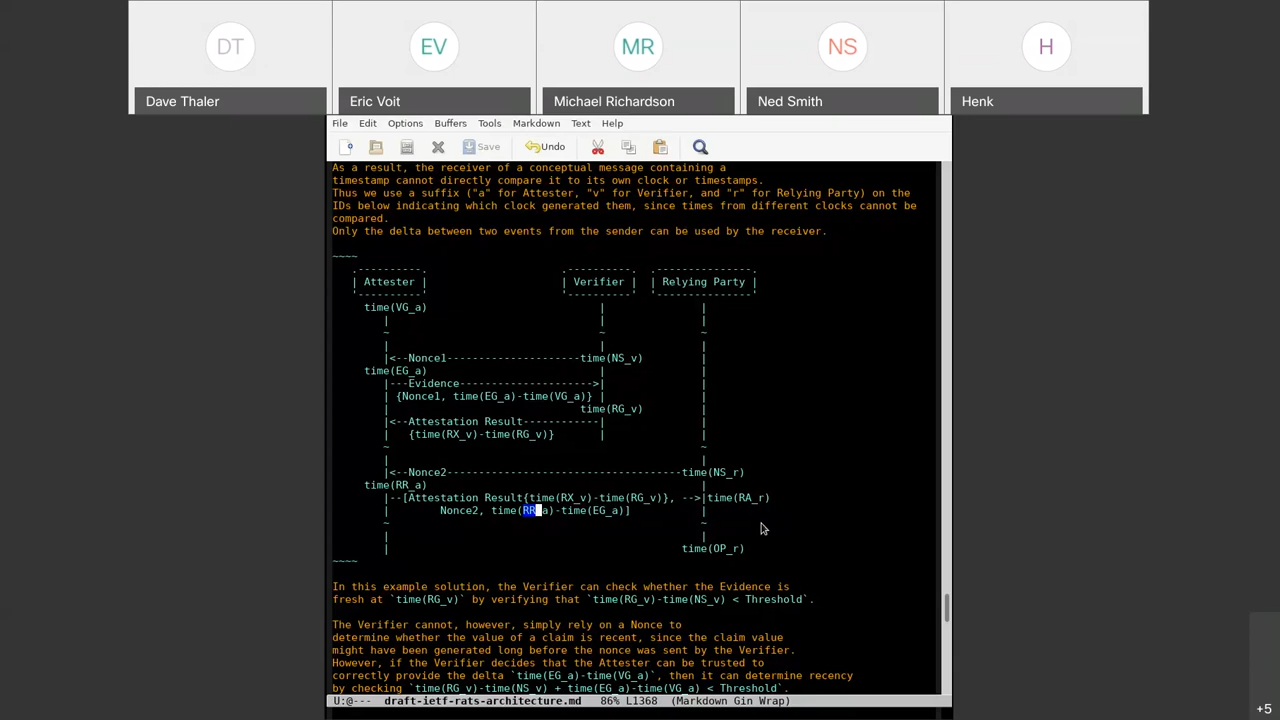 DT
EV
MR
NS
H
Dave Thaler
Eric Voit
Michael Richardson
Ned Smith
Henk
File Edit Options Buffers Tools Markdown Text Help
Save Undo
As a result, the receiver of a conceptual message containing a
timestamp cannot directly compare it to its own clock or timestamps.
Thus we use a suffix ("a" for Attester, "v" for Verifier, and "r" for Relying Party) on the
IDs below indicating which clock generated them, since times from different clocks cannot be
compared.
Only the delta between two events from the sender can be used by the receiver.
~~~~
.----------. .----------. .---------------.
| Attester | | Verifier | | Relying Party |
'----------' '----------' '---------------'
time(VG_a) | |
| | |
~ ~ ~
| | |
|<--Nonce1---------------------time(NS_v) |
time(EG_a) | |
|---Evidence--------------------->| |
| {Nonce1, time(EG_a)-time(VG_a)} | |
| time(RG_v) |
|<--Attestation Result------------| |
| {time(RX_v)-time(RG_v)} | |
~ ~
| |
|<--Nonce2-------------------------------------time(NS_r)
time(RR_a) |
|--[Attestation Result{time(RX_v)-time(RG_v)}, -->|time(RA_r)
| Nonce2, time(RR_a)-time(EG_a)] |
~ ~
| |
| time(OP_r)
~~~~
In this example solution, the Verifier can check whether the Evidence is
fresh at `time(RG_v)` by verifying that `time(RG_v)-time(NS_v) < Threshold`.
The Verifier cannot, however, simply rely on a Nonce to
determine whether the value of a claim is recent, since the claim value
might have been generated long before the nonce was sent by the Verifier.
However, if the Verifier decides that the Attester can be trusted to
correctly provide the delta `time(EG_a)-time(VG_a)`, then it can determine recency
by checking `time(RG_v)-time(NS_v) + time(EG_a)-time(VG_a) < Threshold`.
U:@--- draft-ietf-rats-architecture.md 86% L1368 (Markdown Gin Wrap)
+5